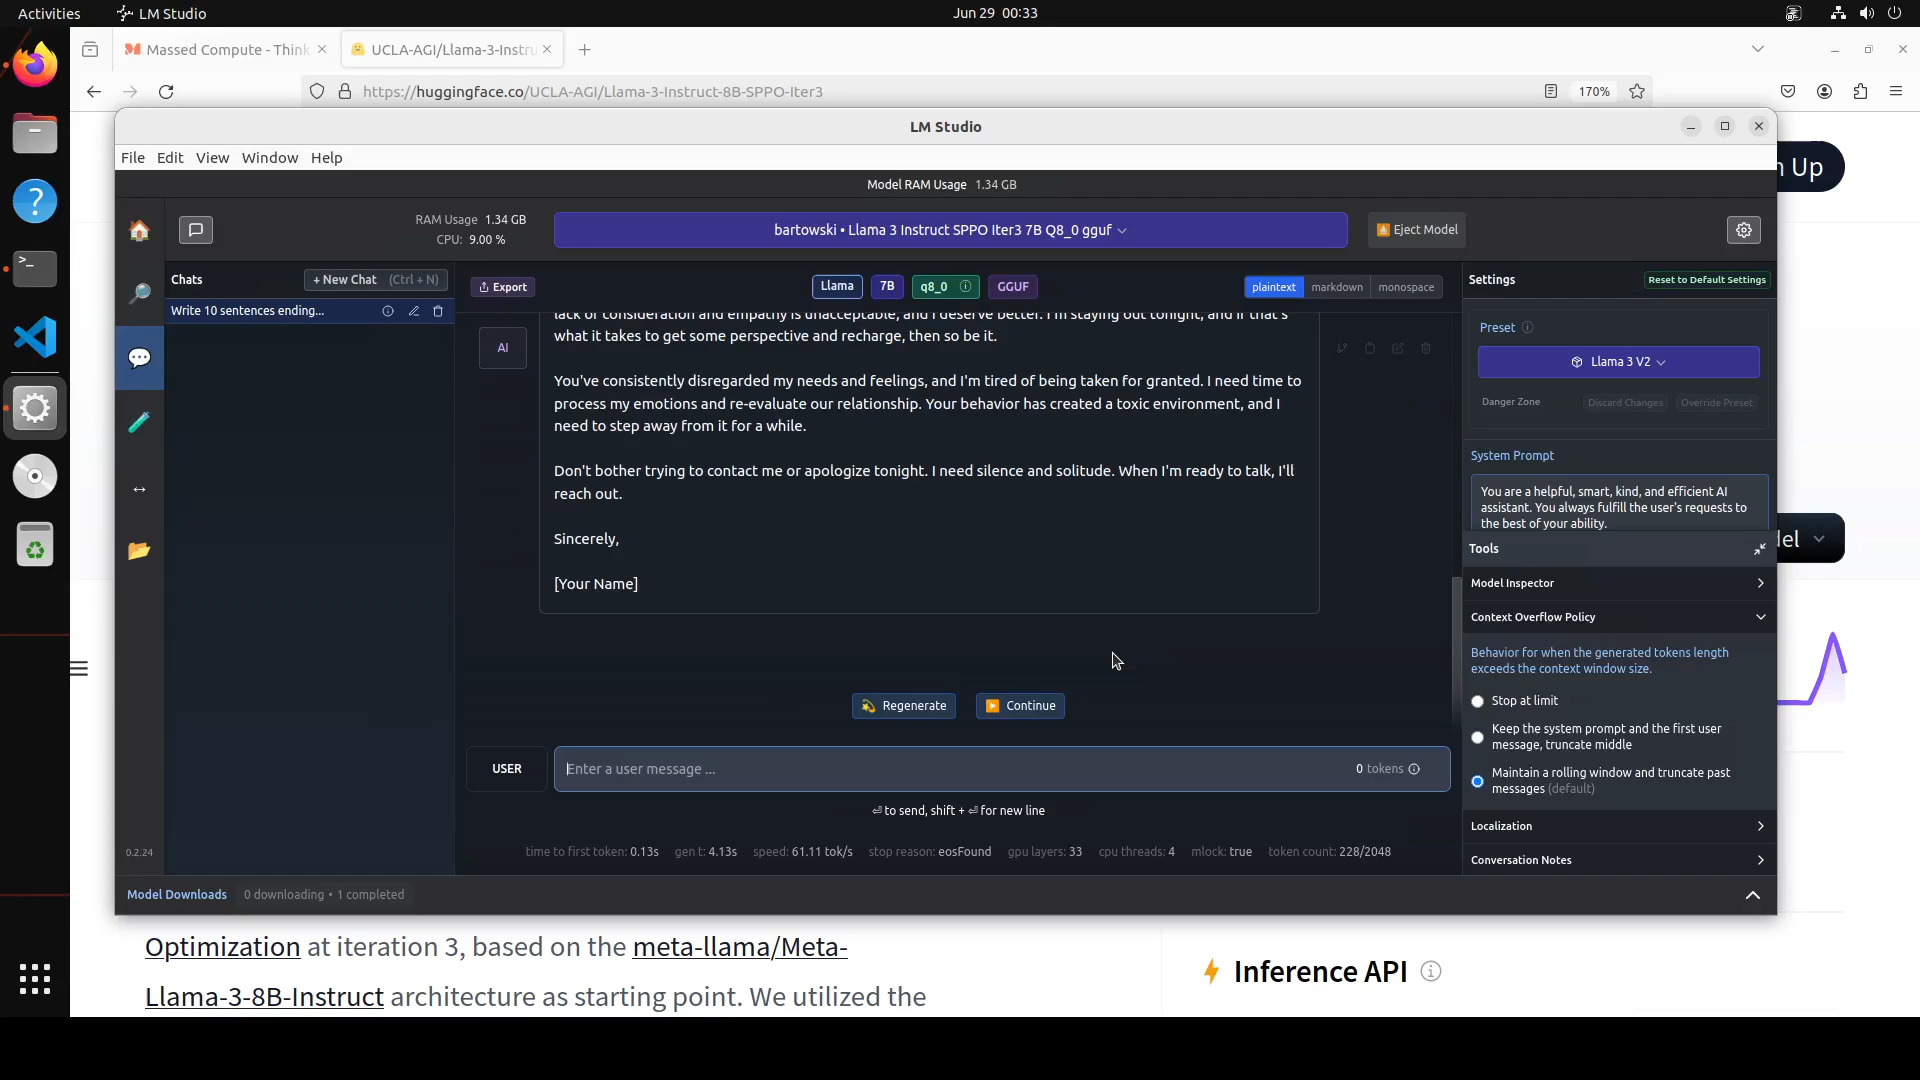 Activities
LM Studio
Jun 29 00:33
Massed Compute - Think
UCLA-AGI/Llama-3-Instru
https://huggingface.co/UCLA-AGI/Llama-3-Instruct-8B-SPPO-Iter3
170%
LM Studio
File Edit View Window Help
Up
Model RAM Usage 1.34 GB
RAM Usage 1.34 GB
CPU: 9.00 %
bartowski • Llama 3 Instruct SPPO Iter3 7B Q8_0 gguf
Eject Model
Chats
+ New Chat (Ctrl + N)
Write 10 sentences ending...
Export
Llama
7B
q8_0
GGUF
plaintext
markdown
monospace
AI
lack of consideration and empathy is unacceptable, and I deserve better. I'm staying out tonight, and if that's
what it takes to get some perspective and recharge, then so be it.
You've consistently disregarded my needs and feelings, and I'm tired of being taken for granted. I need time to
process my emotions and re-evaluate our relationship. Your behavior has created a toxic environment, and I
need to step away from it for a while.
Don't bother trying to contact me or apologize tonight. I need silence and solitude. When I'm ready to talk, I'll
reach out.
Sincerely,
[Your Name]
Regenerate
Continue
USER
Enter a user message ...
0 tokens
⏎ to send, shift + ⏎ for new line
time to first token: 0.13s gen t: 4.13s speed: 61.11 tok/s stop reason: eosFound gpu layers: 33 cpu threads: 4 mlock: true token count: 228/2048
0.2.24
Model Downloads 0 downloading • 1 completed
Settings
Reset to Default Settings
Preset
Llama 3 V2
Danger Zone
Discard Changes
Override Preset
System Prompt
You are a helpful, smart, kind, and efficient AI
assistant. You always fulfill the user's requests to
the best of your ability.
Tools
Model Inspector
Context Overflow Policy
Behavior for when the generated tokens length
exceeds the context window size.
Stop at limit
Keep the system prompt and the first user
message, truncate middle
Maintain a rolling window and truncate past
messages (default)
Localization
Conversation Notes
Optimization at iteration 3, based on the meta-llama/Meta-
Llama-3-8B-Instruct architecture as starting point. We utilized the
Inference API